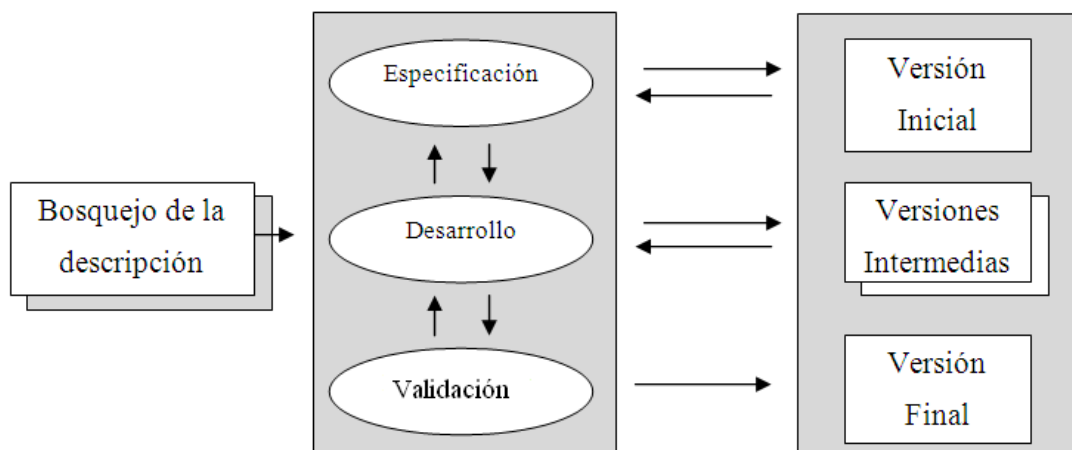 Bosquejo de la
descripción
Especificación
Desarrollo
Validación
Versión
Inicial
Versiones
Intermedias
Versión
Final